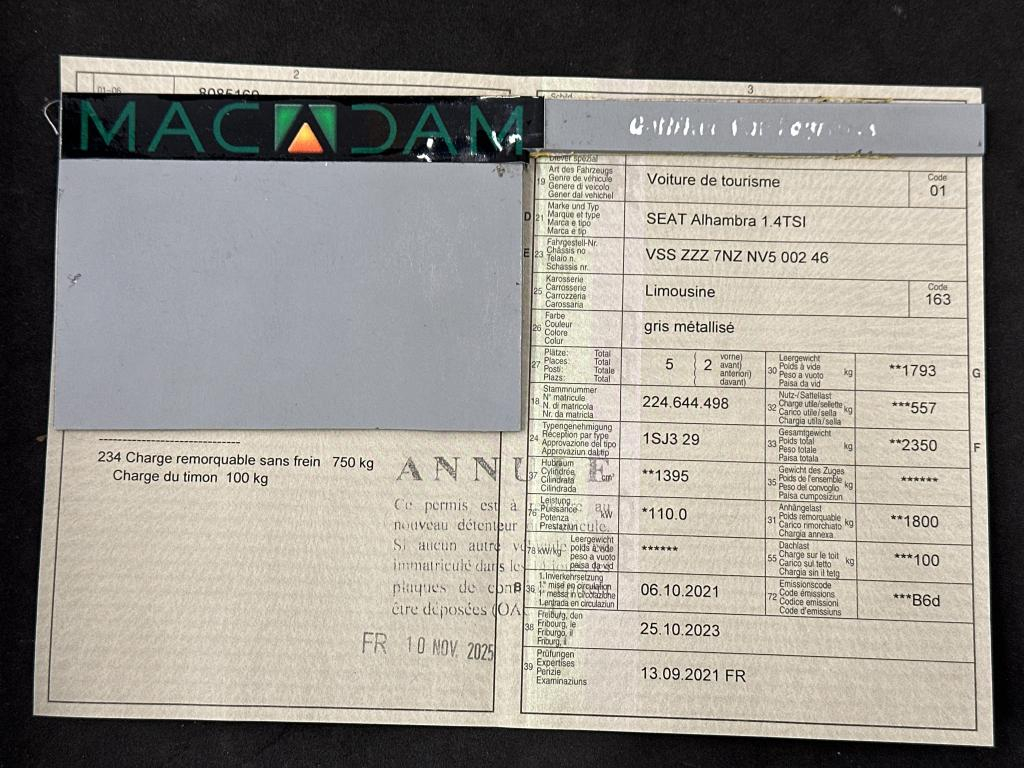 2
01-06
8085160
MACADAM
234 Charge remorquable sans frein 750 kg
Charge du timon 100 kg
ANNULÉ
Ce permis est à
nouveau détenteur
Si aucun autre
immatriculé dans les
plaques de
être déposées (OAC
FR 10 NOV. 2025
3
Schild
Diever spezial
19 Art des Fahrzeugs
Genre de véhicule
Genere di veicolo
Gener dal vehichel
Voiture de tourisme
Code
01
D 21 Marke und Typ
Marque et type
Marca e tipo
Marca e tip
SEAT Alhambra 1.4TSI
E 23 Fahrgestell-Nr.
Châssis no
Telaio n.
Schassis nr.
VSS ZZZ 7NZ NV5 002 46
25 Karosserie
Carrosserie
Carrozzeria
Carossaria
Limousine
Code
163
26 Farbe
Couleur
Colore
Colur
gris métallisé
27 Plätze: Total
Places: Total
Posti: Totale
Plazs: Total
5
2
vorne)
avant)
anteriori)
davant)
30 Leergewicht
Poids à vide
Peso a vuoto
Paisa da vid
kg
**1793
G
18 Stammnummer
N° matricule
N. di matricola
Nr. da matricla
224.644.498
32 Nutz-/Sattellast
Charge utile/sellette
Carico utile/sella
Chargia utila/sella
kg
***557
24 Typengenehmigung
Réception par type
Approvazione del tipo
Approvaziun dal tip
1SJ3 29
33 Gesamtgewicht
Poids total
Peso totale
Paisa totala
kg
**2350
F
37 Hubraum
Cylindrée
Cilindrata
Cilindrada
cm³
**1395
35 Gewicht des Zuges
Poids de l'ensemble
Peso del convoglio
Paisa cumposiziun
kg
******
76 Leistung
Puissance
Potenza
Prestaziun
kW
*110.0
31 Anhängelast
Poids remorquable
Carico rimorchiato
Chargia annexa
kg
**1800
78 kW/kg
Leergewicht
poids à vide
peso a vuoto
paisa da vid
******
55 Dachlast
Charge sur le toit
Carico sul tetto
Chargia sin il tetg
kg
***100
B 36 1.Inverkehrsetzung
1re mise en circulation
1a messa in circolazione
1.entrada en circulaziun
06.10.2021
72 Emissionscode
Code émissions
Codice emissioni
Code d'emissiuns
***B6d
38 Freiburg, den
Fribourg, le
Friburgo, il
Friburg, il
25.10.2023
39 Prüfungen
Expertises
Perizie
Examinaziuns
13.09.2021 FR